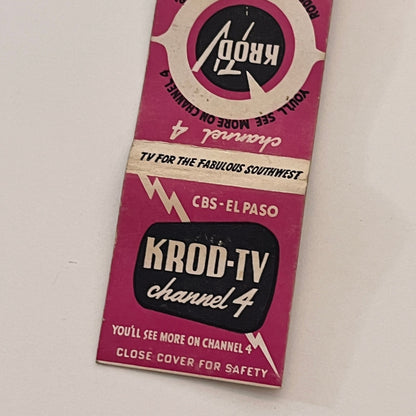 ROU
KROD
TV
YOU'LL SEE MORE ON CHANNEL 4
channel 4
TV FOR THE FABULOUS SOUTHWEST
CBS-EL PASO
KROD-TV
channel 4
YOU'LL SEE MORE ON CHANNEL 4
CLOSE COVER FOR SAFETY